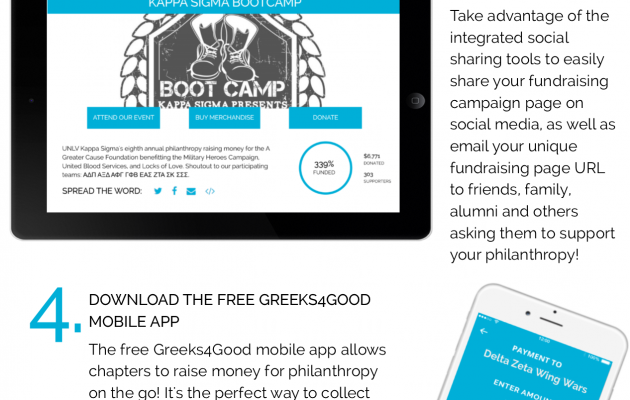 KAPPA SIGMA BOOTCAMP
BOOT CAMP
KAPPA SIGMA PRESENTS
ATTEND OUR EVENT
BUY MERCHANDISE
DONATE
UNLV Kappa Sigma's eighth annual philanthropy raising money for the A
Greater Cause Foundation benefitting the Military Heroes Campaign,
United Blood Services, and Locks of Love. Shoutout to our participating
teams: ΑΔΠ ΑΞΔ ΑΦΓ ΓΦΒ ΕΑΣ ΖΤΑ ΣΚ ΣΣΣ.
339%
FUNDED
$6,771
DONATED
303
SUPPORTERS
SPREAD THE WORD:
Take advantage of the
integrated social
sharing tools to easily
share your fundraising
campaign page on
social media, as well as
email your unique
fundraising page URL
to friends, family,
alumni and others
asking them to support
your philanthropy!
4.
DOWNLOAD THE FREE GREEKS4GOOD
MOBILE APP
The free Greeks4Good mobile app allows
chapters to raise money for philanthropy
on the go! It's the perfect way to collect
100%
PAYMENT TO
Delta Zeta Wing Wars
ENTER AMOUN